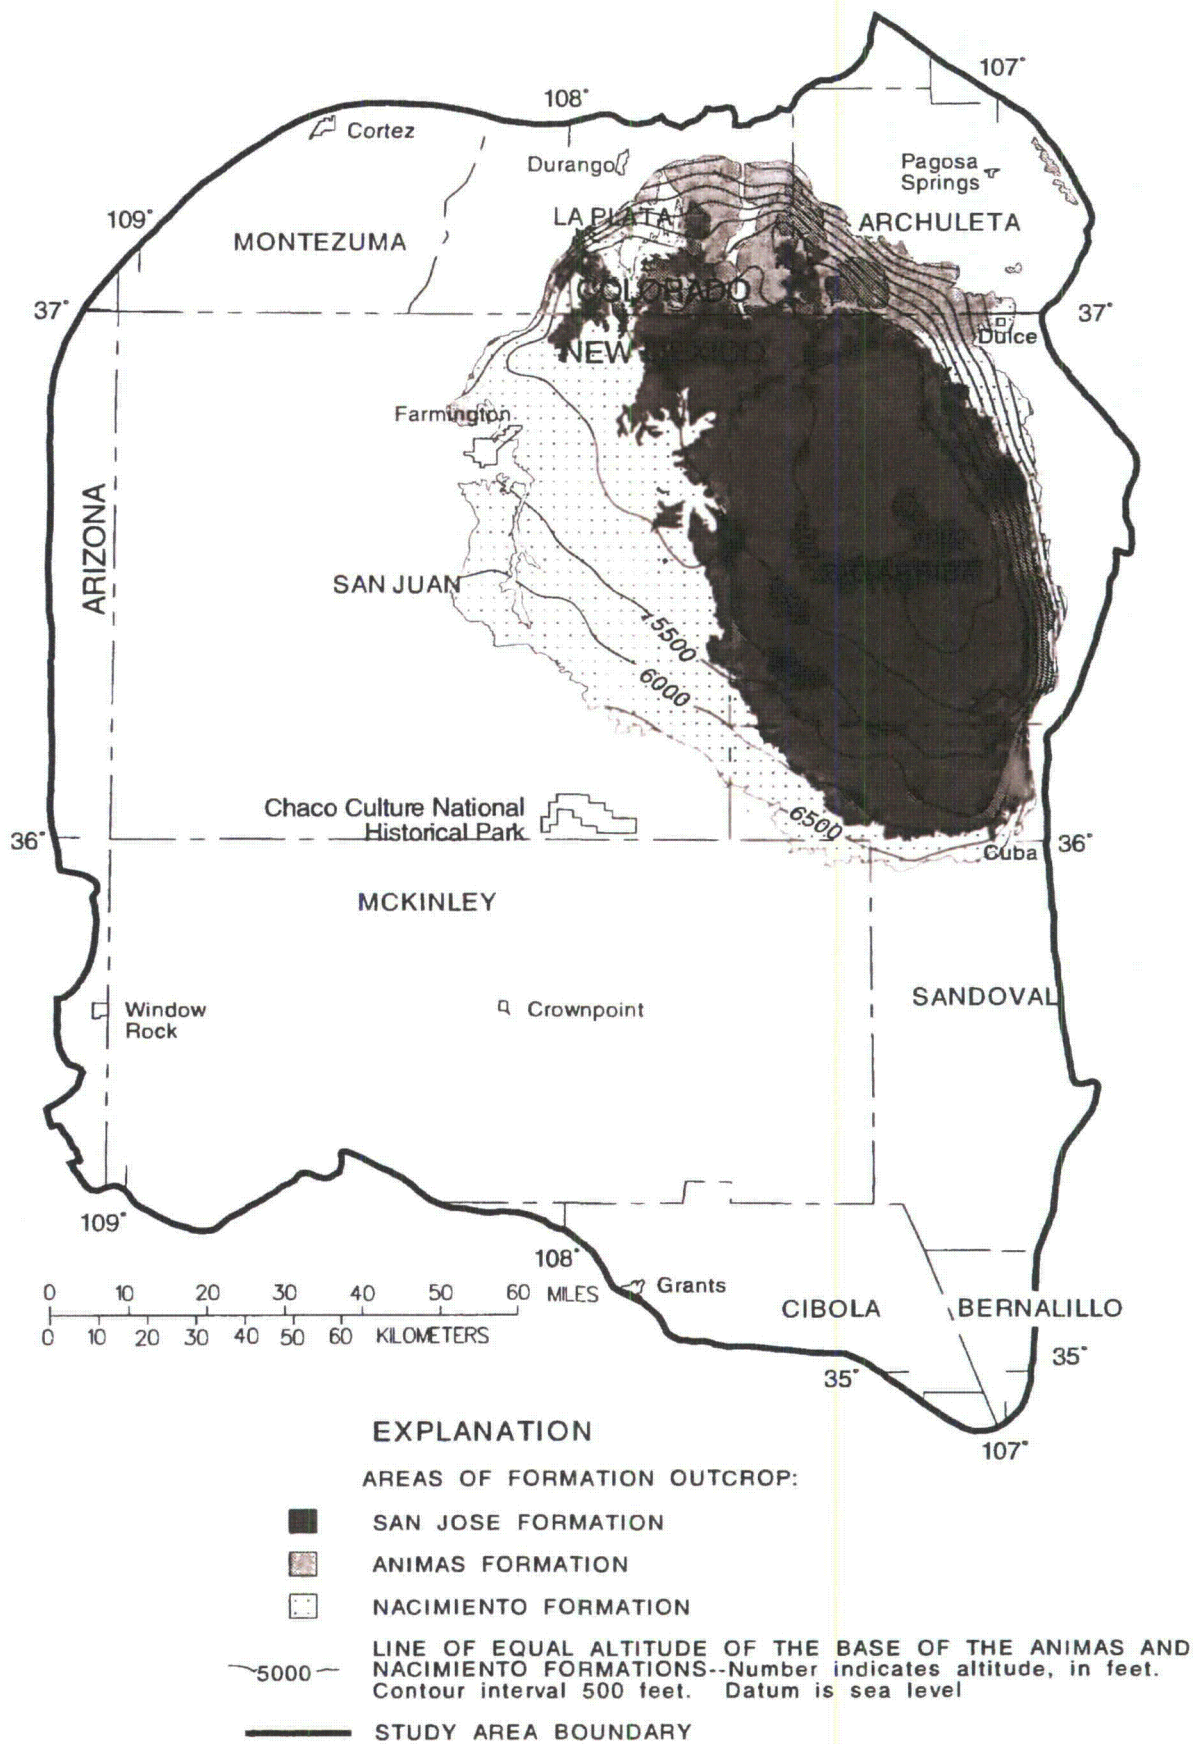 107°
108°
Cortez
Durango
Pagosa
Springs
109°
LA PLATA
ARCHULETA
MONTEZUMA
COLORADO
37°
37°
Dulce
NEW MEXICO
Farmington
ARIZONA
SAN JUAN
5500
6000
Chaco Culture National
Historical Park
6500
36°
36°
Cuba
MCKINLEY
SANDOVAL
Window
Rock
Crownpoint
109°
108°
Grants
0 10 20 30 40 50 60 MILES
0 10 20 30 40 50 60 KILOMETERS
CIBOLA
BERNALILLO
35°
35°
107°
EXPLANATION
AREAS OF FORMATION OUTCROP:
SAN JOSE FORMATION
ANIMAS FORMATION
NACIMIENTO FORMATION
LINE OF EQUAL ALTITUDE OF THE BASE OF THE ANIMAS AND
5000 NACIMIENTO FORMATIONS--Number indicates altitude, in feet.
Contour interval 500 feet. Datum is sea level
STUDY AREA BOUNDARY